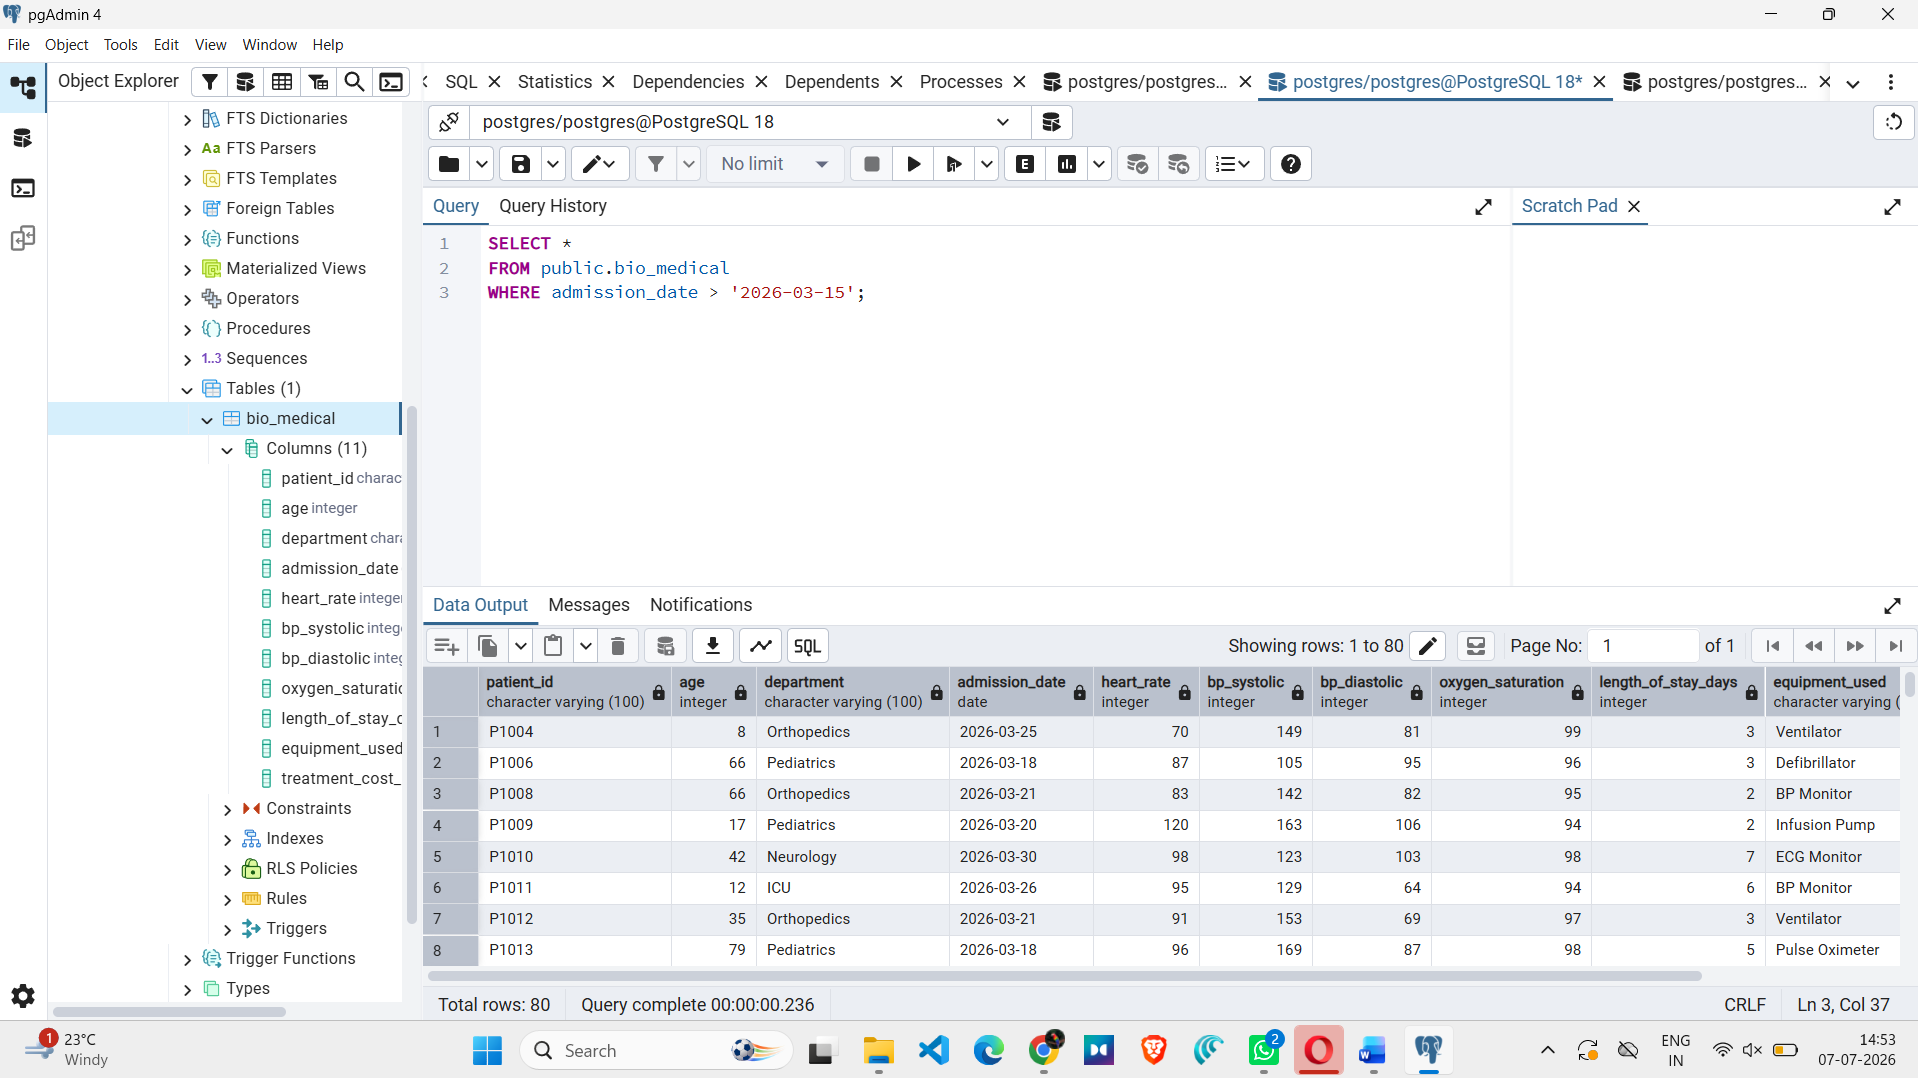 pgAdmin 4
File Object Tools Edit View Window Help
Object Explorer
SQL Statistics Dependencies Dependents Processes postgres/postgres... postgres/postgres@PostgreSQL 18* postgres/postgres...
postgres/postgres@PostgreSQL 18
No limit
E
Query Query History
Scratch Pad
1 SELECT *
2 FROM public.bio_medical
3 WHERE admission_date > '2026-03-15';
FTS Dictionaries
Aa FTS Parsers
FTS Templates
Foreign Tables
Functions
Materialized Views
Operators
Procedures
1..3 Sequences
Tables (1)
bio_medical
Columns (11)
patient_id charac
age integer
department chara
admission_date
heart_rate intege
bp_systolic integ
bp_diastolic integ
oxygen_saturatic
length_of_stay_c
equipment_used
treatment_cost_
Constraints
Indexes
RLS Policies
Rules
Triggers
Trigger Functions
Types
Data Output Messages Notifications
SQL
Showing rows: 1 to 80
Page No: 1 of 1
patient_id age department admission_date heart_rate bp_systolic bp_diastolic oxygen_saturation length_of_stay_days equipment_used
character varying (100) integer character varying (100) date integer integer integer integer integer character varying (
1 P1004 8 Orthopedics 2026-03-25 70 149 81 99 3 Ventilator
2 P1006 66 Pediatrics 2026-03-18 87 105 95 96 3 Defibrillator
3 P1008 66 Orthopedics 2026-03-21 83 142 82 95 2 BP Monitor
4 P1009 17 Pediatrics 2026-03-20 120 163 106 94 2 Infusion Pump
5 P1010 42 Neurology 2026-03-30 98 123 103 98 7 ECG Monitor
6 P1011 12 ICU 2026-03-26 95 129 64 94 6 BP Monitor
7 P1012 35 Orthopedics 2026-03-21 91 153 69 97 3 Ventilator
8 P1013 79 Pediatrics 2026-03-18 96 169 87 98 5 Pulse Oximeter
Total rows: 80 Query complete 00:00:00.236
CRLF Ln 3, Col 37
1 23°C
Windy
Search
2
ENG
IN
14:53
07-07-2026